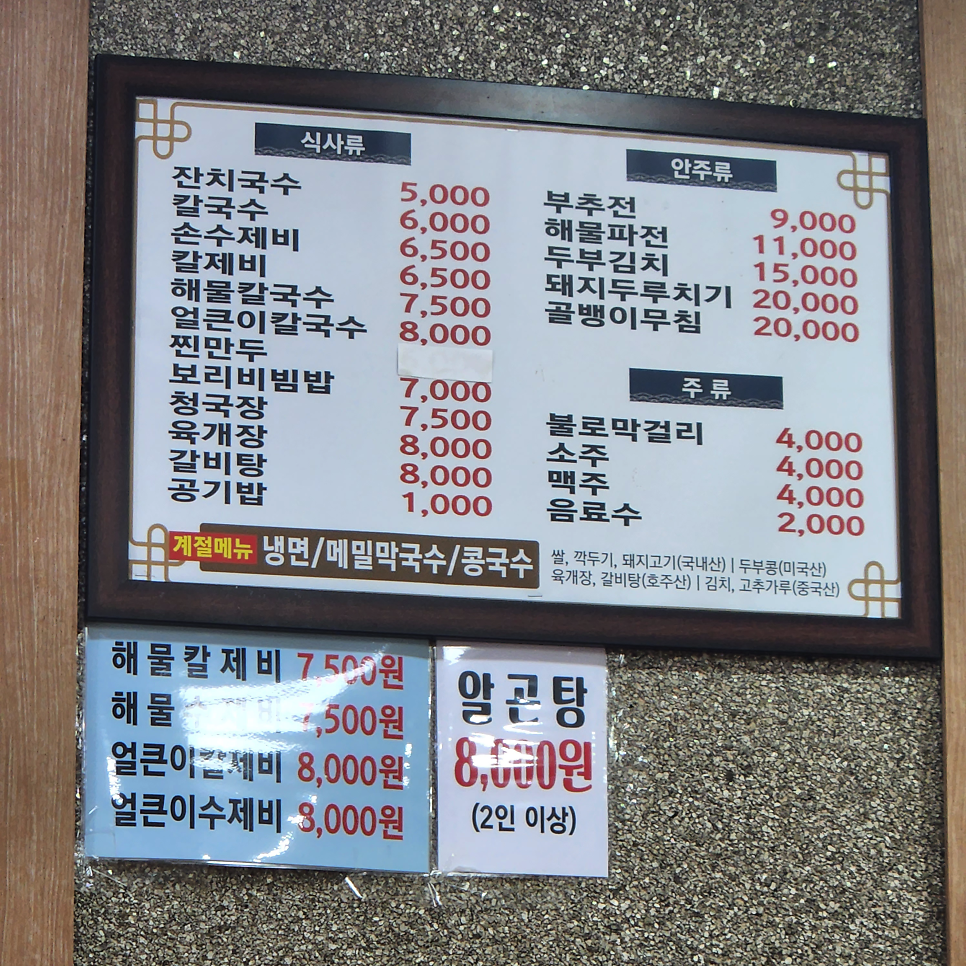 식사류
잔치국수 5,000
칼국수 6,000
손수제비 6,500
칼제비 6,500
해물칼국수 7,500
얼큰이칼국수 8,000
찐만두
보리비빔밥 7,000
청국장 7,500
육개장 8,000
갈비탕 8,000
공기밥 1,000
계절메뉴 냉면/메밀막국수/콩국수
안주류
부추전 9,000
해물파전 11,000
두부김치 15,000
돼지두루치기 20,000
골뱅이무침 20,000
주 류
불로막걸리 4,000
소주 4,000
맥주 4,000
음료수 2,000
쌀, 깍두기, 돼지고기(국내산) | 두부콩(미국산)
육개장, 갈비탕(호주산) | 김치, 고추가루(중국산)
해물칼제비 7,500원
해물수제비 7,500원
얼큰이칼제비 8,000원
얼큰이수제비 8,000원
알곤탕
8,000원
(2인 이상)